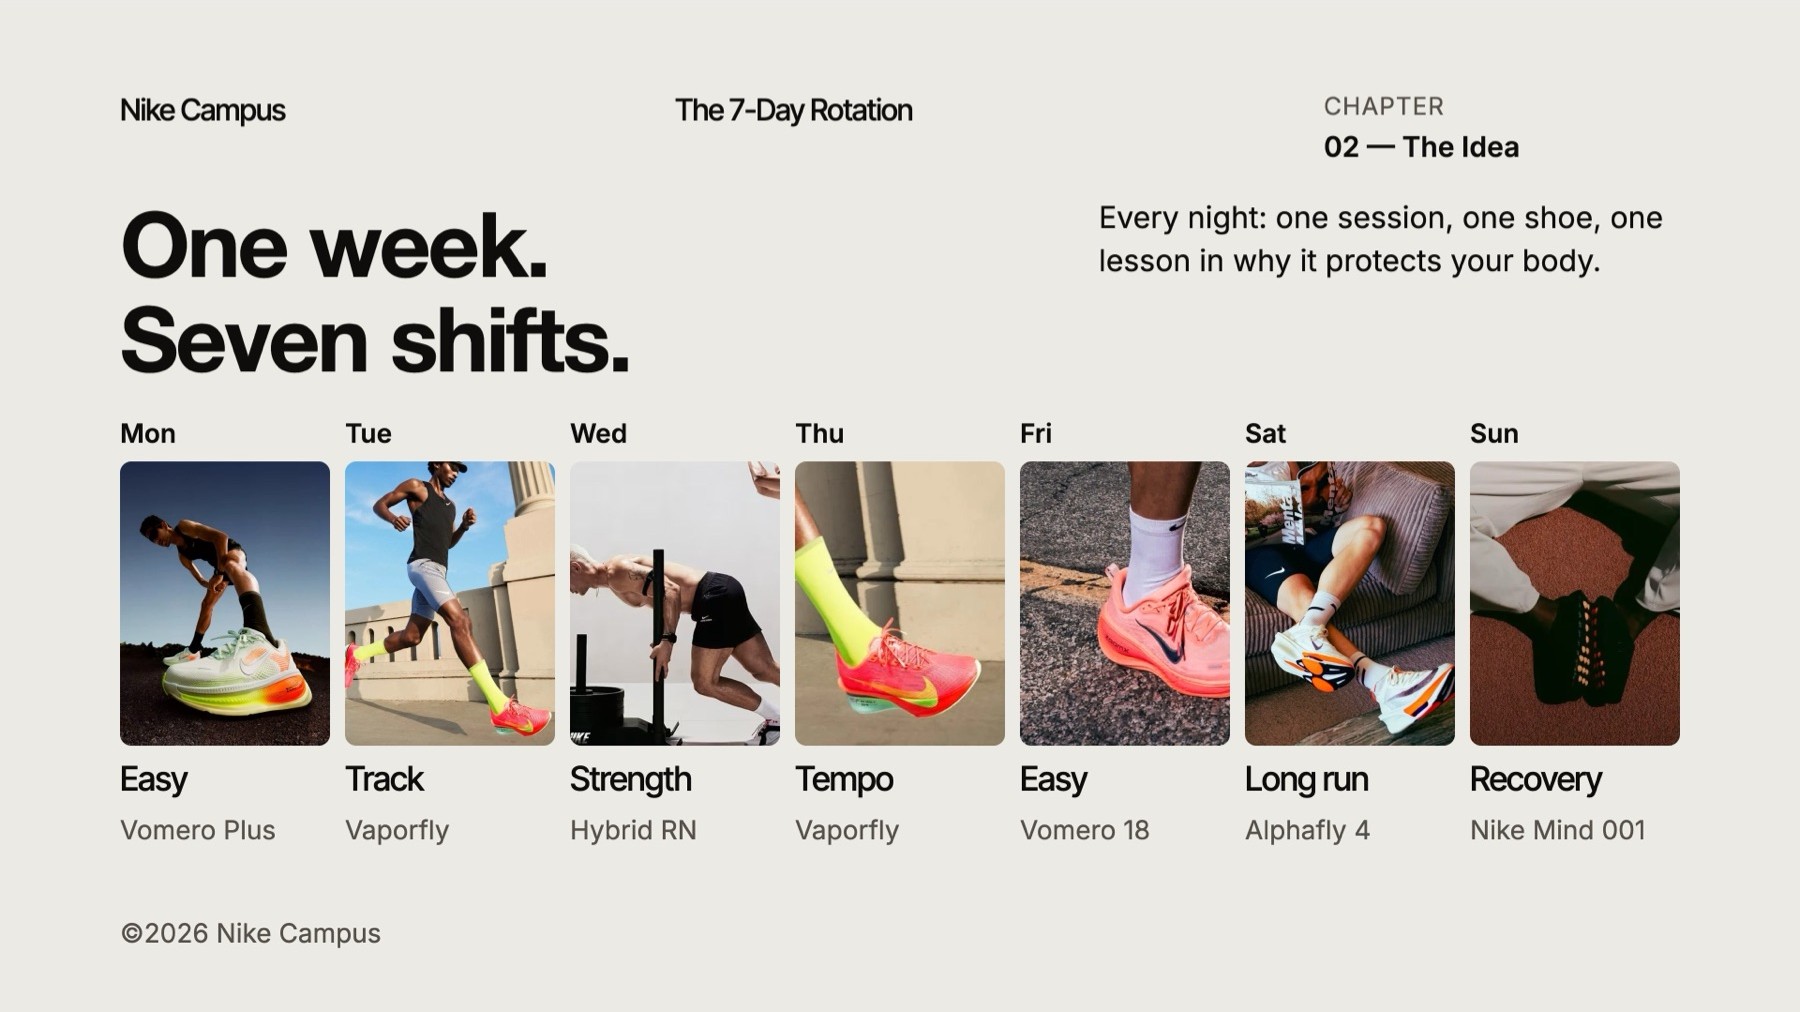 Nike Campus
The 7-Day Rotation
CHAPTER
02 — The Idea
One week.
Seven shifts.
Every night: one session, one shoe, one
lesson in why it protects your body.
Mon
Tue
Wed
Thu
Fri
Sat
Sun
Easy
Track
Strength
Tempo
Easy
Long run
Recovery
Vomero Plus
Vaporfly
Hybrid RN
Vaporfly
Vomero 18
Alphafly 4
Nike Mind 001
©2026 Nike Campus